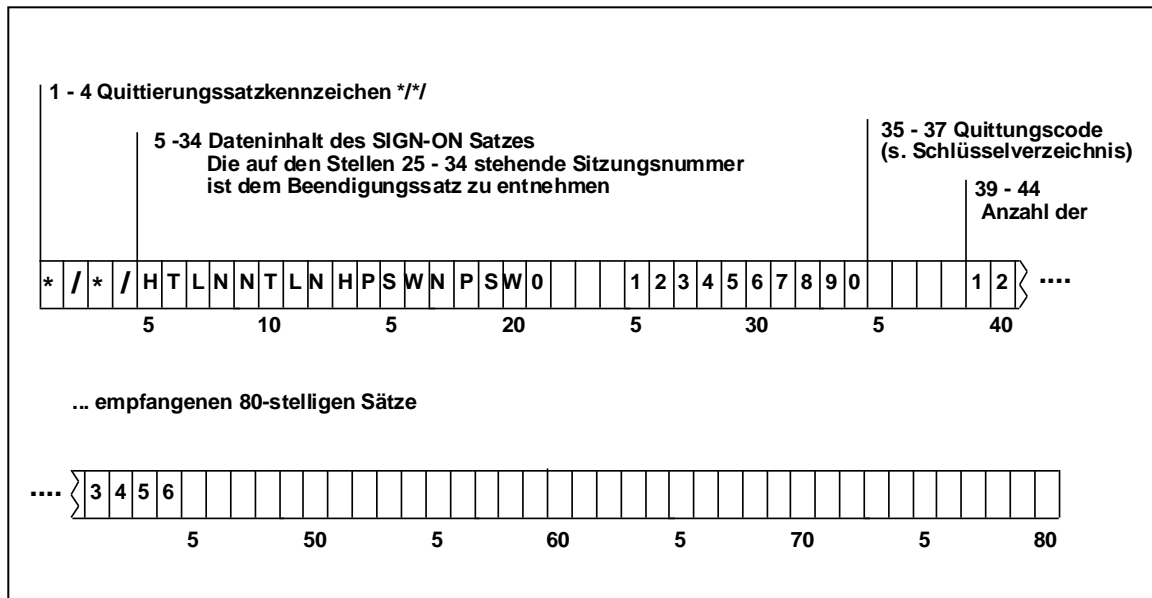 1 - 4 Quittierungssatzkennzeichen */*/
5 -34 Dateninhalt des SIGN-ON Satzes
Die auf den Stellen 25 - 34 stehende Sitzungsnummer
ist dem Beendigungssatz zu entnehmen
35 - 37 Quittungscode
(s. Schlüsselverzeichnis)
39 - 44
Anzahl der
* / * / H T L N N T L N H P S W N P S W 0 1 2 3 4 5 6 7 8 9 0 1 2 ....
5 10 5 20 5 30 5 40
... empfangenen 80-stelligen Sätze
.... 3 4 5 6
5 50 5 60 5 70 5 80